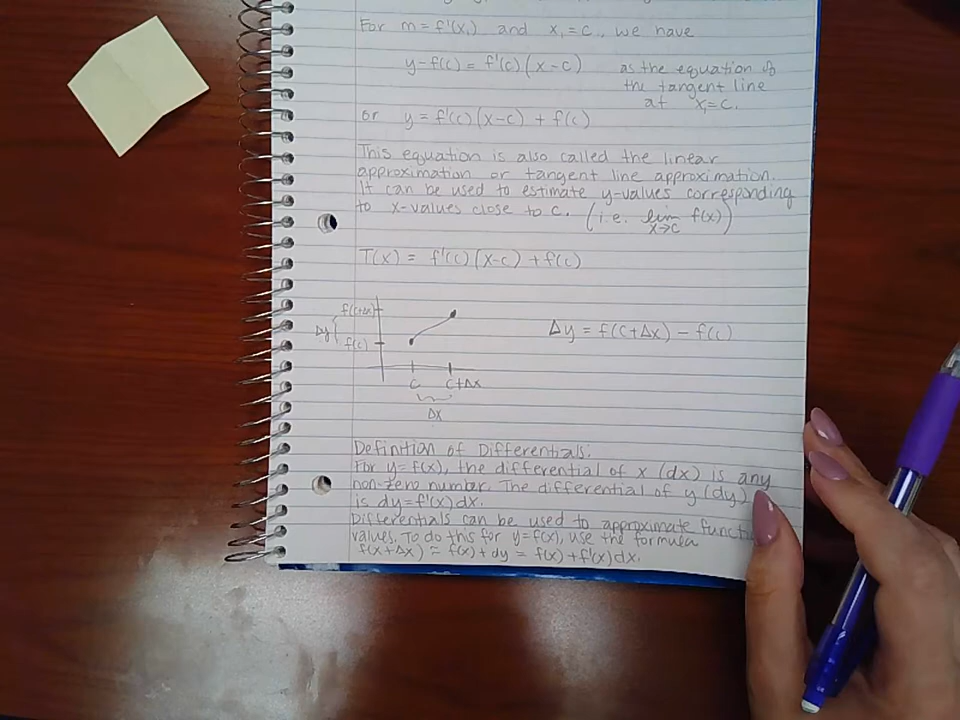 For m = f'(x₁) and x₁ = c, we have
y - f(c) = f'(c)(x-c) as the equation of
the tangent line
at x₁=c.
or y = f'(c)(x-c) + f(c)
This equation is also called the linear
approximation or tangent line approximation.
It can be used to estimate y-values corresponding
to x-values close to c. (i.e. lim f(x))
x→c
T(x) = f'(c)(x-c) + f(c)
f(c+Δx)
Δy
f(c)
c c+Δx
Δx
Δy = f(c+Δx) - f(c)
Definition of Differentials:
For y=f(x), the differential of x (dx) is any
non-zero number. The differential of y (dy)
is dy=f'(x)dx.
Differentials can be used to approximate functi
values. To do this for y=f(x), use the formula
f(x+Δx) ≈ f(x)+dy = f(x)+f'(x)dx.